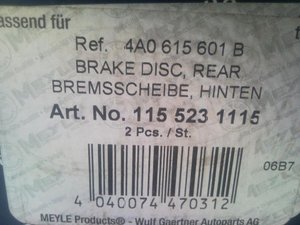 assend für
Ref. 4A0 615 601 B
BRAKE DISC, REAR
BREMSSCHEIBE, HINTEN
Art. No. 115 523 1115
2 Pcs. / St.
06B7
4 040074 470312
MEYLE Products® - Wulf Gaertner Autoparts AG